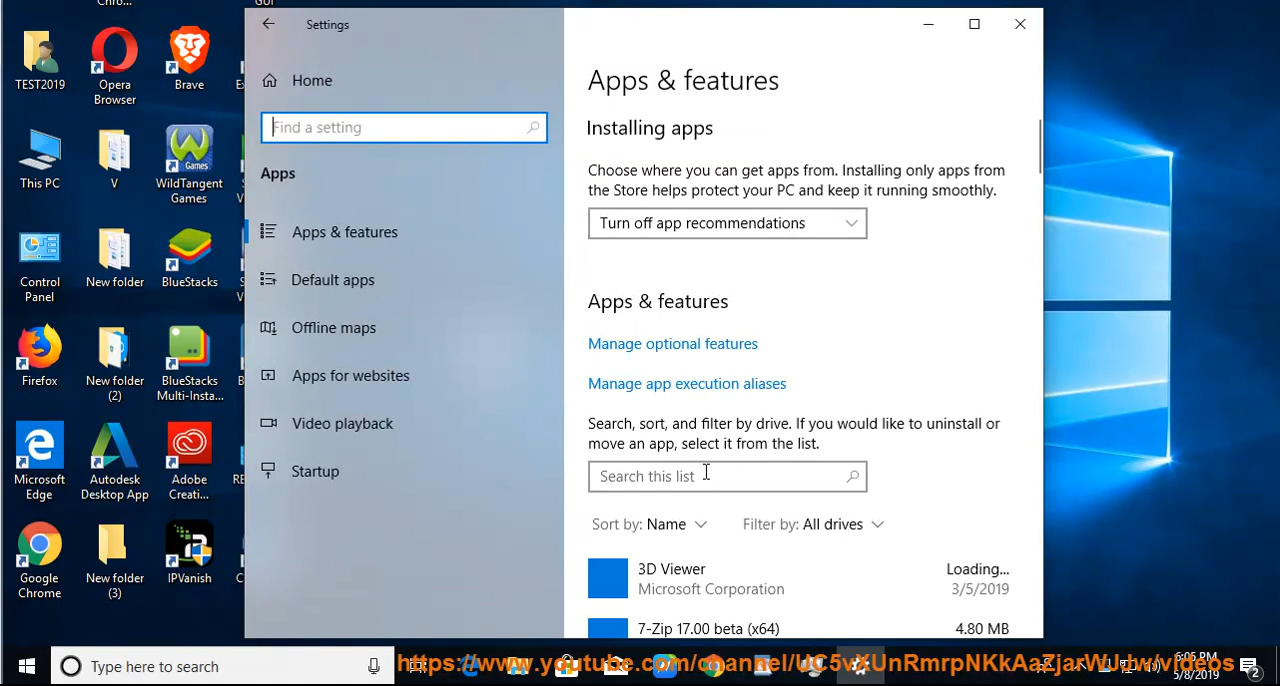 Chro...
GUI
TEST2019
Opera
Browser
Brave
This PC
V
WildTangent
Games
Control
Panel
New folder
BlueStacks
Firefox
New folder
(2)
BlueStacks
Multi-Insta...
Microsoft
Edge
Autodesk
Desktop App
Adobe
Creati...
Google
Chrome
New folder
(3)
IPVanish
Settings
Home
Find a setting
Apps
Apps & features
Default apps
Offline maps
Apps for websites
Video playback
Startup
Apps & features
Installing apps
Choose where you can get apps from. Installing only apps from
the Store helps protect your PC and keep it running smoothly.
Turn off app recommendations
Apps & features
Manage optional features
Manage app execution aliases
Search, sort, and filter by drive. If you would like to uninstall or
move an app, select it from the list.
Search this list
Sort by: Name
Filter by: All drives
3D Viewer
Loading...
Microsoft Corporation
3/5/2019
7-Zip 17.00 beta (x64)
4.80 MB
Type here to search
6:05 PM
5/8/2019
2